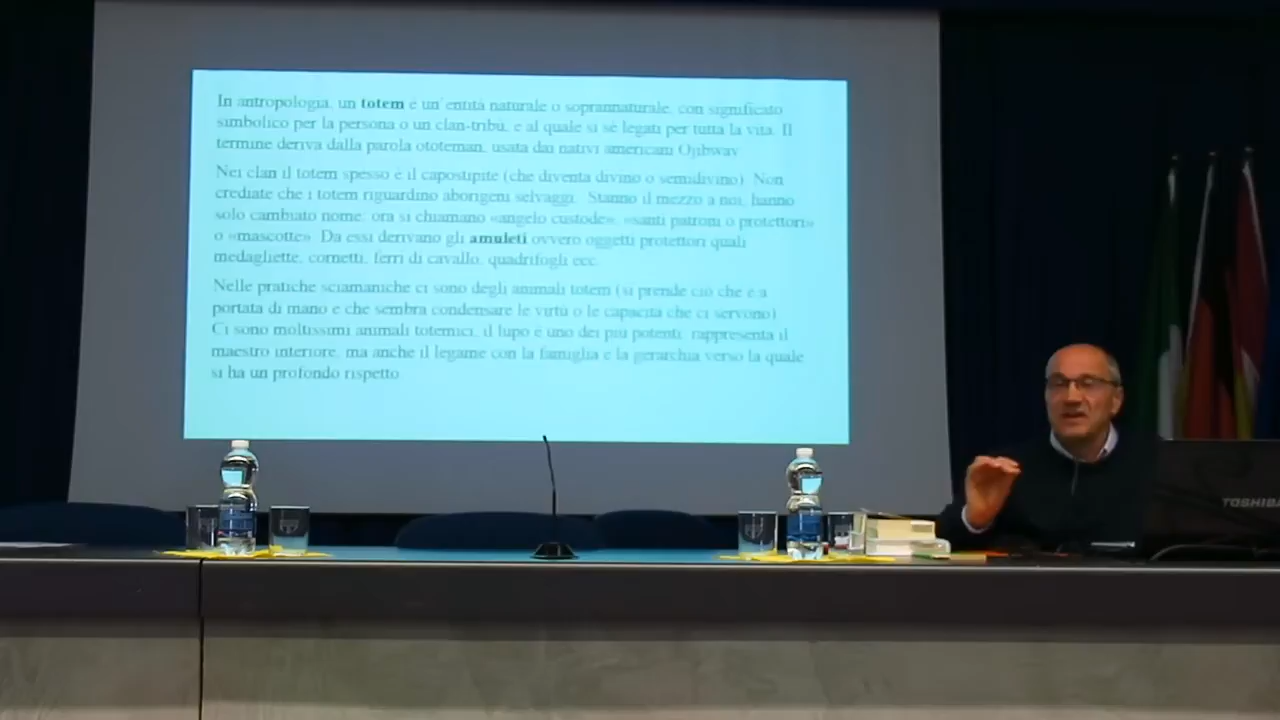 In antropologia, un totem è un'entità naturale o soprannaturale, con significato
simbolico per la persona o un clan-tribù, e al quale si sè legati per tutta la vita. Il
termine deriva dalla parola ototeman, usata dai nativi americani Ojibway
Nei clan il totem spesso è il capostipite (che diventa divino o semidivino). Non
crediate che i totem riguardino aborigeni selvaggi. Stanno il mezzo a noi, hanno
solo cambiato nome: ora si chiamano «angelo custode», «santi patroni o protettori»
o «mascotte». Da essi derivano gli amuleti ovvero oggetti protettori quali
medagliette, cornetti, ferri di cavallo, quadrifogli ecc.
Nelle pratiche sciamaniche ci sono degli animali totem (si prende ciò che è a
portata di mano e che sembra condensare le virtù o le capacità che ci servono).
Ci sono moltissimi animali totemici, il lupo è uno dei più potenti: rappresenta il
maestro interiore, ma anche il legame con la famiglia e la gerarchia verso la quale
si ha un profondo rispetto
TOSHIBA